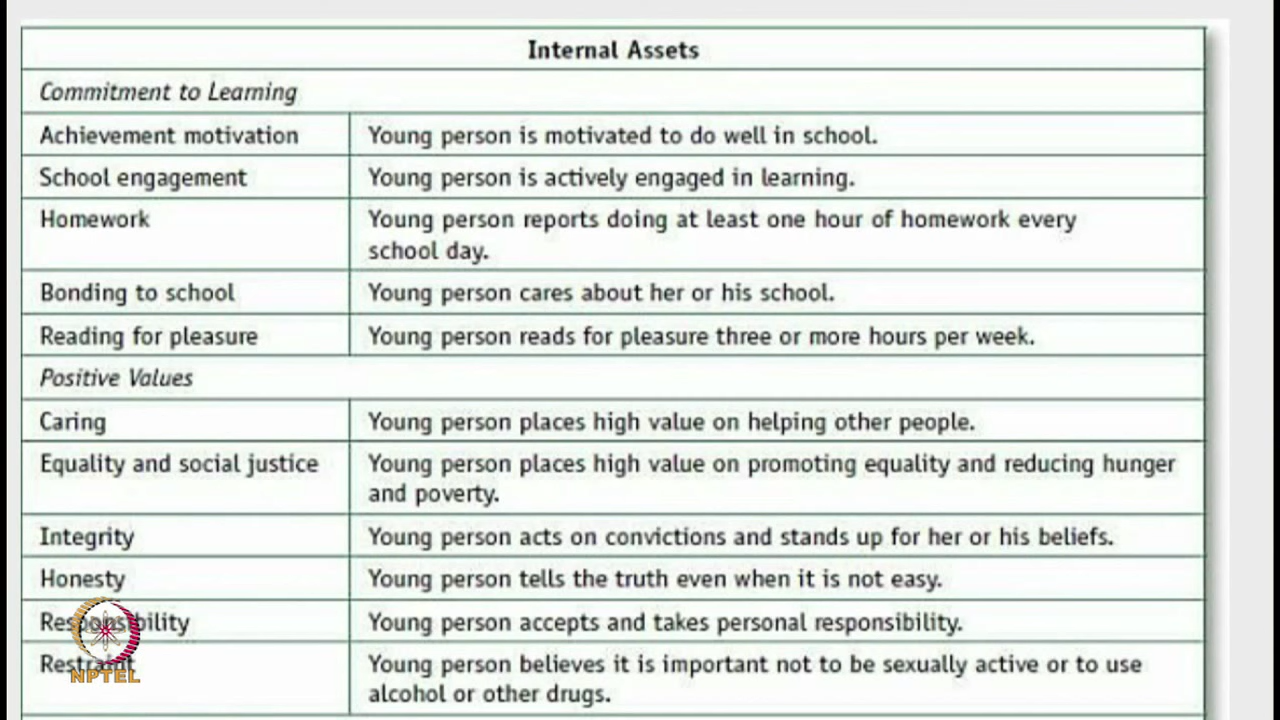 Internal Assets
Commitment to Learning
Achievement motivation Young person is motivated to do well in school.
School engagement Young person is actively engaged in learning.
Homework Young person reports doing at least one hour of homework every
school day.
Bonding to school Young person cares about her or his school.
Reading for pleasure Young person reads for pleasure three or more hours per week.
Positive Values
Caring Young person places high value on helping other people.
Equality and social justice Young person places high value on promoting equality and reducing hunger
and poverty.
Integrity Young person acts on convictions and stands up for her or his beliefs.
Honesty Young person tells the truth even when it is not easy.
Responsibility Young person accepts and takes personal responsibility.
Restraint Young person believes it is important not to be sexually active or to use
alcohol or other drugs.
NPTEL